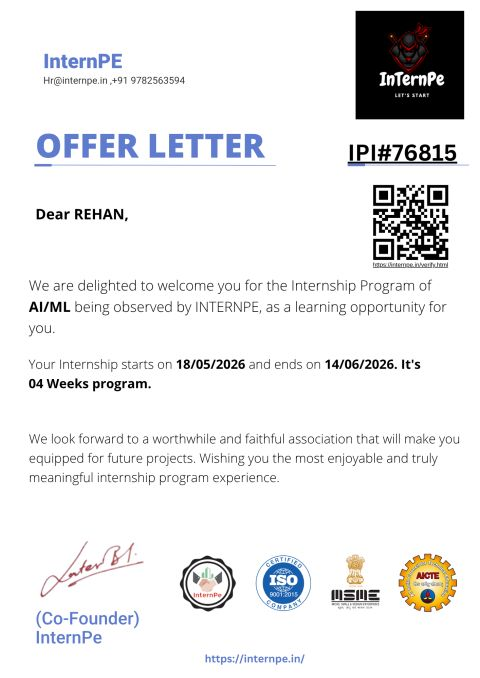 InternPE
Hr@internpe.in ,+91 9782563594
InTernPe
LET'S START
OFFER LETTER
IPI#76815
https://internpe.in/verify.html
Dear REHAN,
We are delighted to welcome you for the Internship Program of
AI/ML being observed by INTERNPE, as a learning opportunity for
you.
Your Internship starts on 18/05/2026 and ends on 14/06/2026. It's
04 Weeks program.
We look forward to a worthwhile and faithful association that will make you
equipped for future projects. Wishing you the most enjoyable and truly
meaningful internship program experience.
InternPe
CERTIFIED
ISO
9001:2015
COMPANY
MSME
AICTE
(Co-Founder)
InternPe
https://internpe.in/